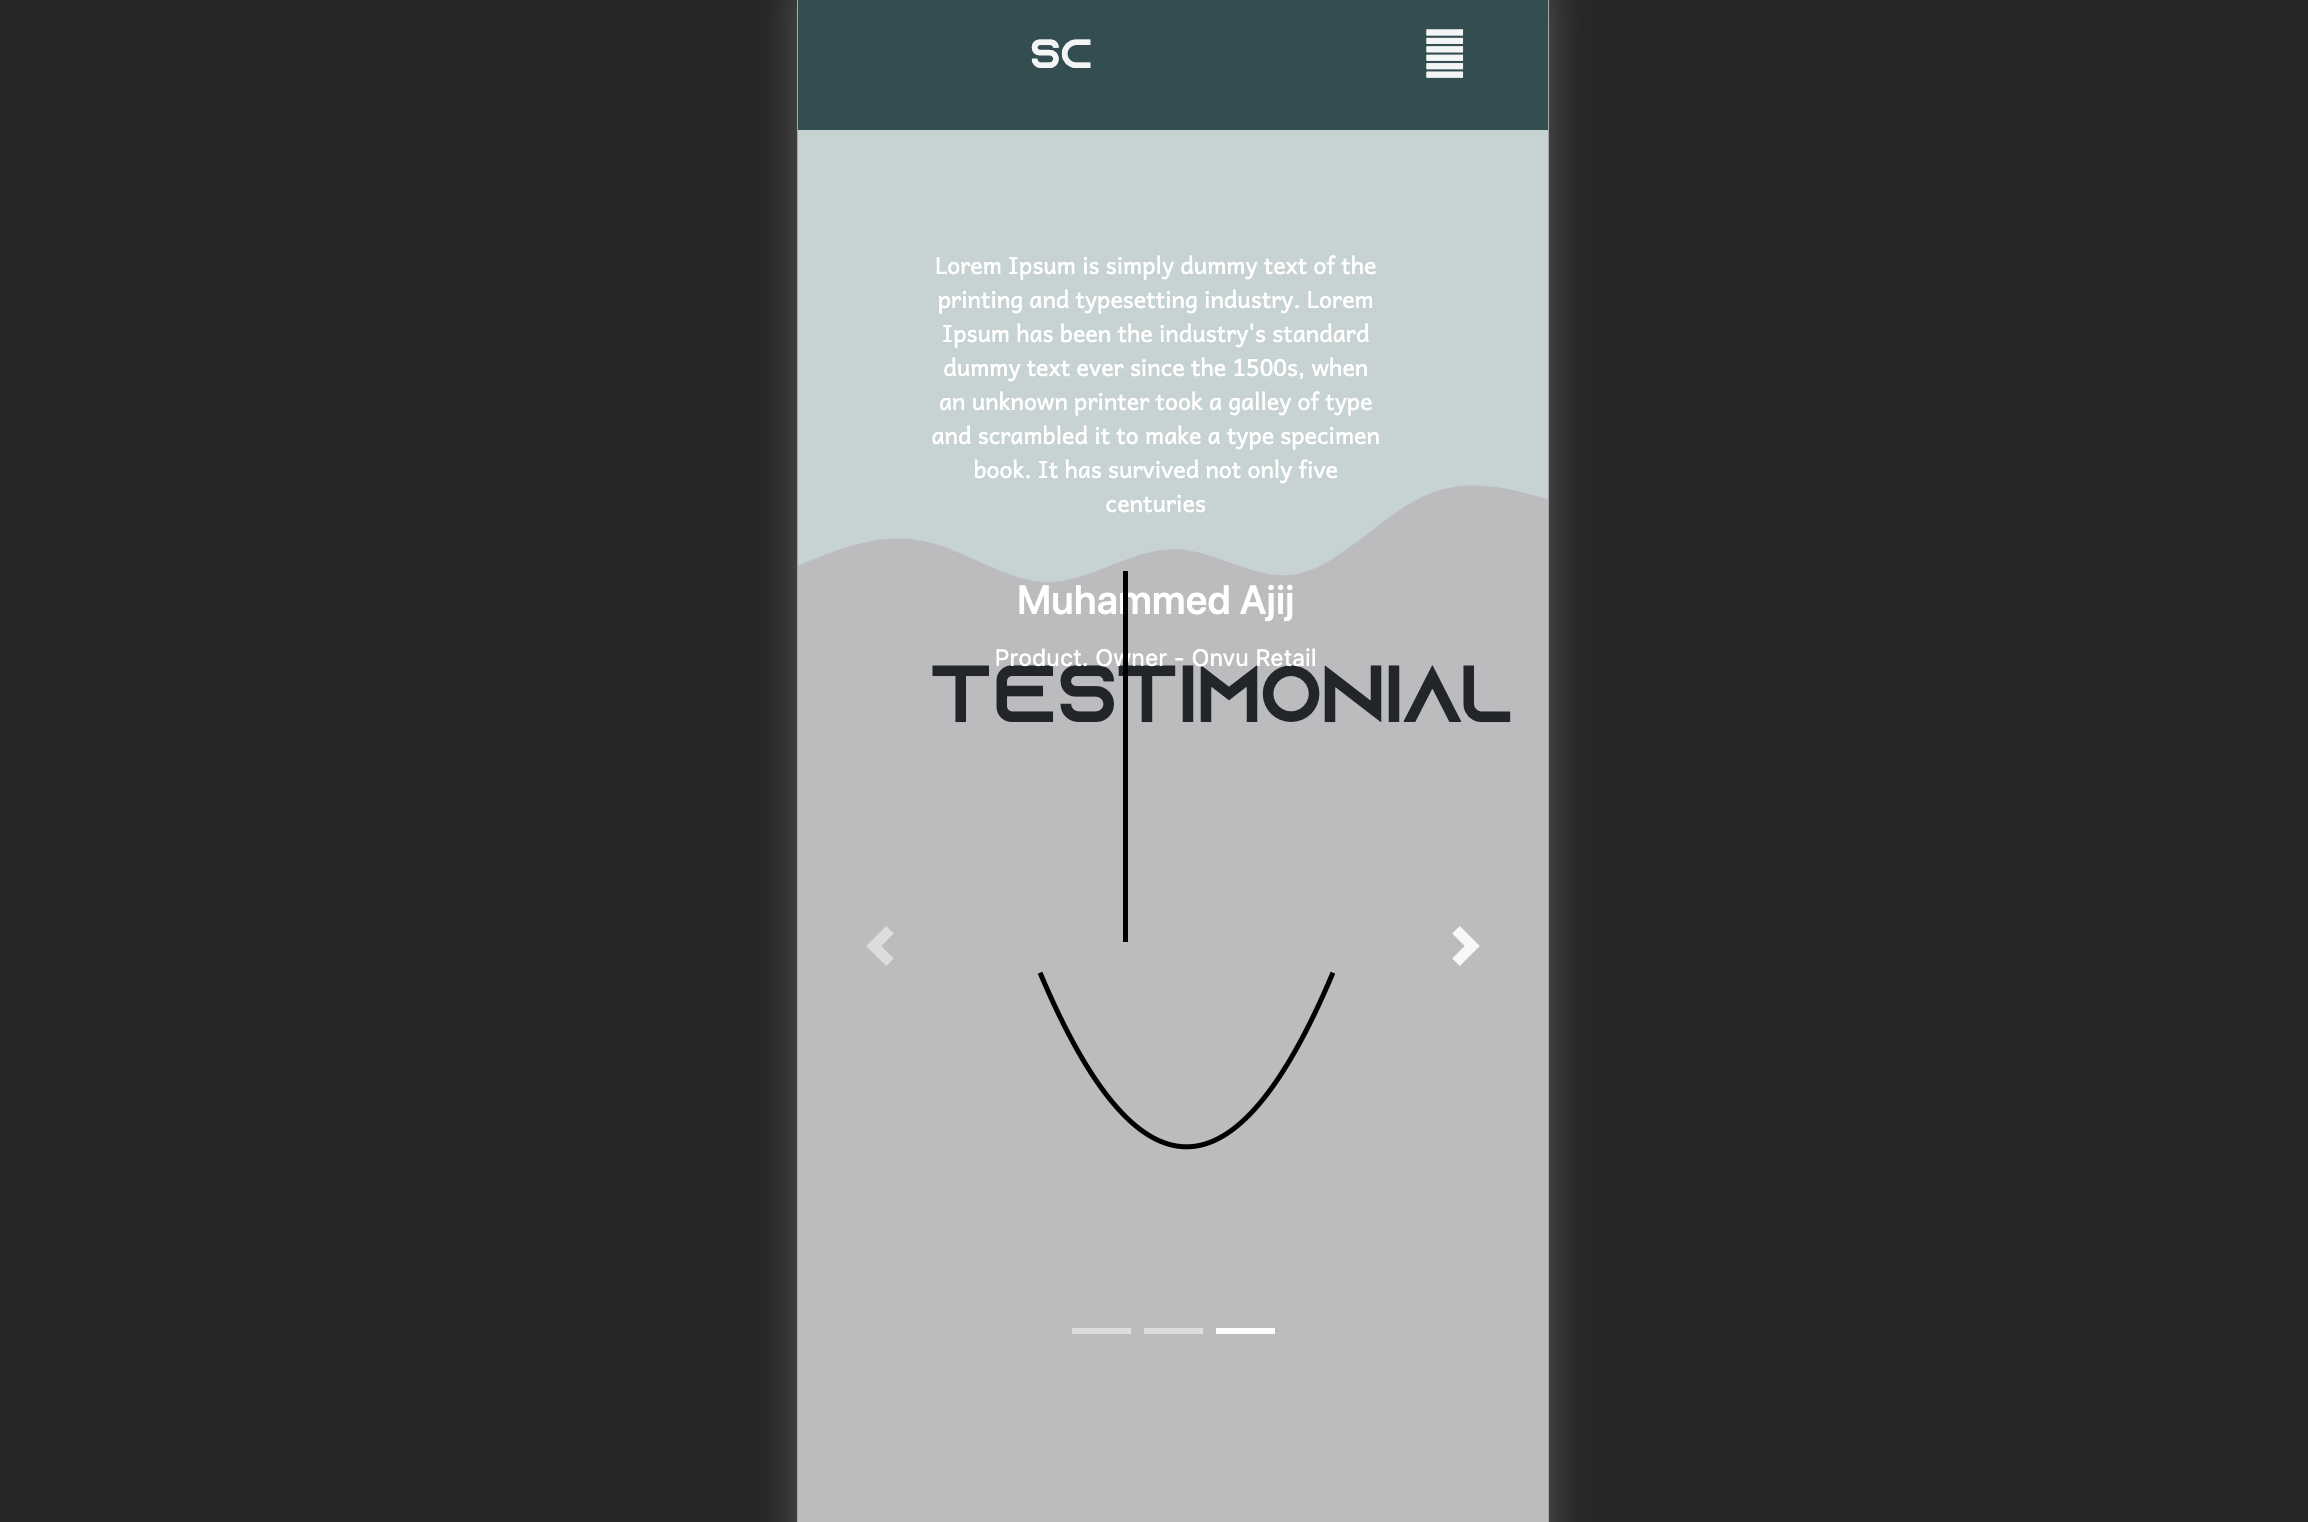 SC
Lorem Ipsum is simply dummy text of the
printing and typesetting industry. Lorem
Ipsum has been the industry's standard
dummy text ever since the 1500s, when
an unknown printer took a galley of type
and scrambled it to make a type specimen
book. It has survived not only five
centuries
Muhammed Ajij
Product. Owner - Onvu Retail
TESTIMONIAL